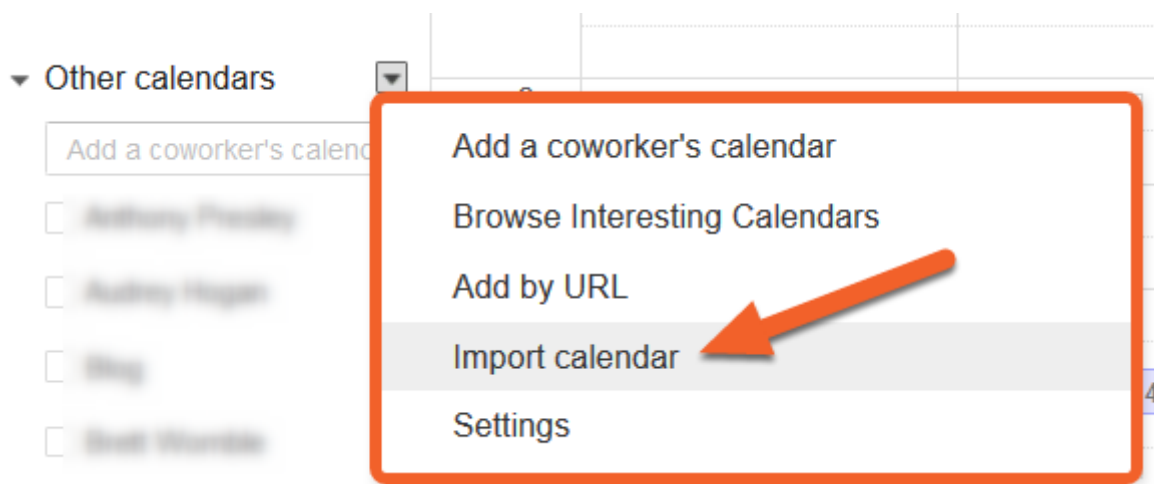 Other calendars
Add a coworker's calend
Add a coworker's calendar
Browse Interesting Calendars
Add by URL
Import calendar
Settings